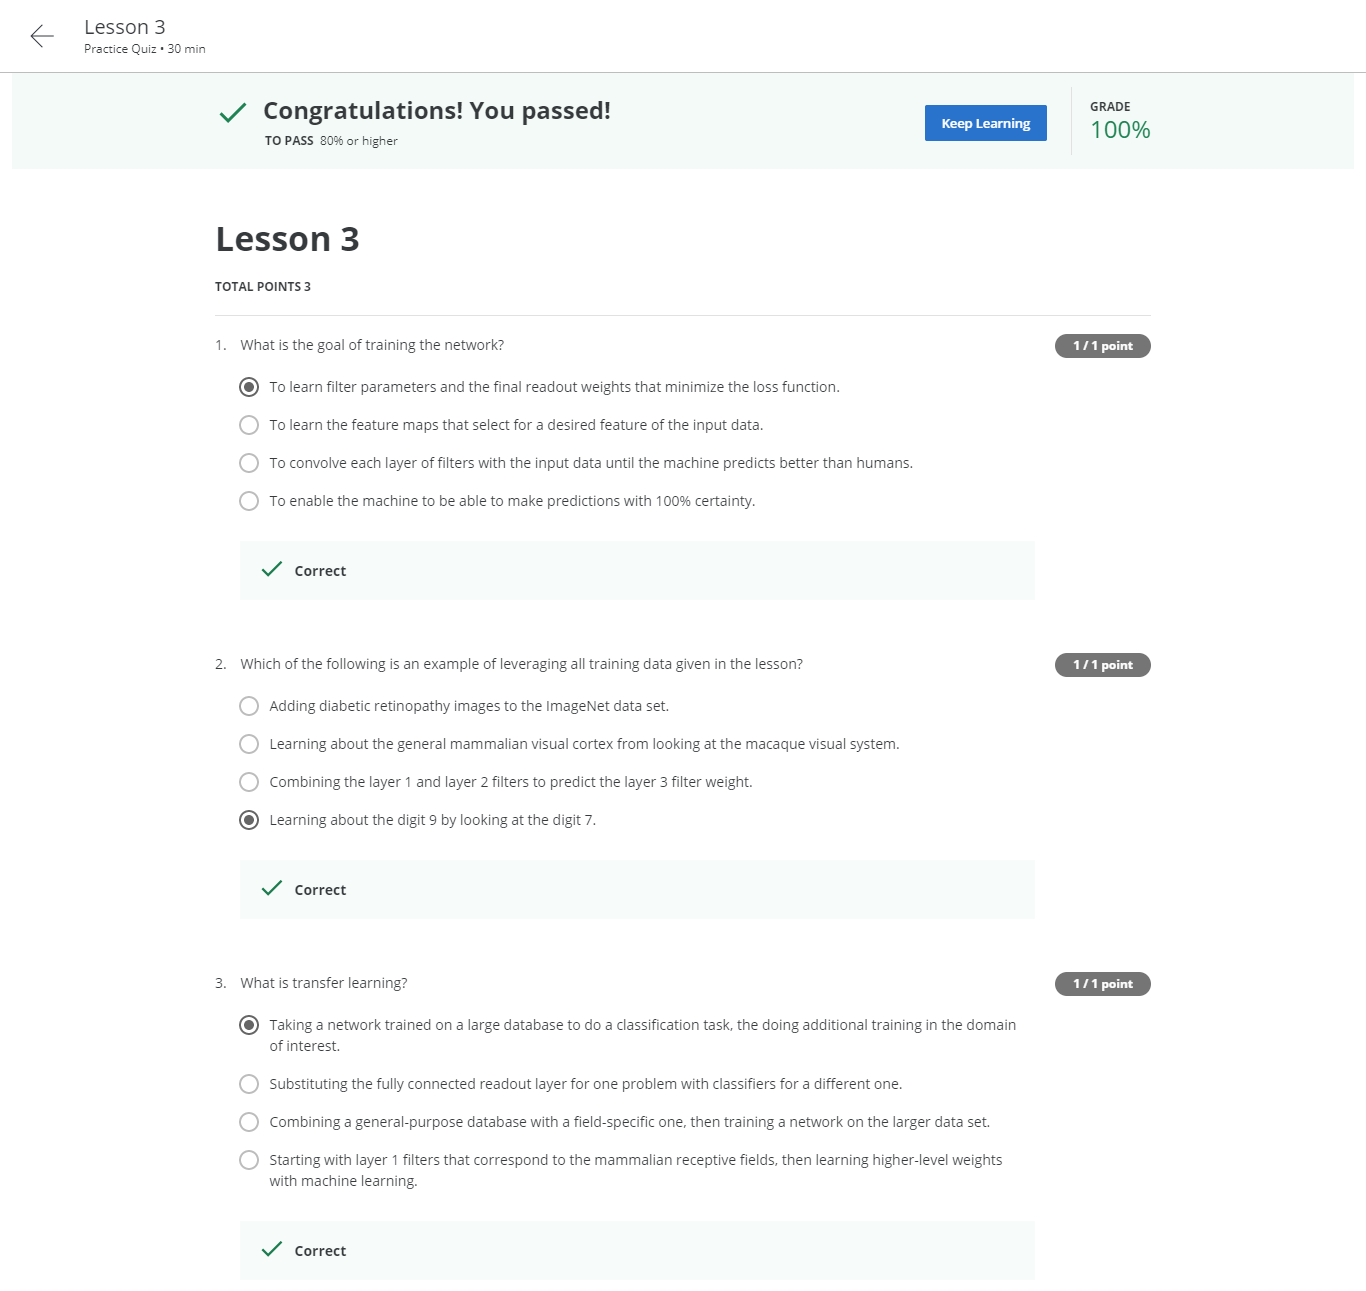 Lesson 3
Practice Quiz • 30 min
Congratulations! You passed!
TO PASS 80% or higher
Keep Learning
GRADE
100%
Lesson 3
TOTAL POINTS 3
1. What is the goal of training the network?
1 / 1 point
To learn filter parameters and the final readout weights that minimize the loss function.
To learn the feature maps that select for a desired feature of the input data.
To convolve each layer of filters with the input data until the machine predicts better than humans.
To enable the machine to be able to make predictions with 100% certainty.
Correct
2. Which of the following is an example of leveraging all training data given in the lesson?
1 / 1 point
Adding diabetic retinopathy images to the ImageNet data set.
Learning about the general mammalian visual cortex from looking at the macaque visual system.
Combining the layer 1 and layer 2 filters to predict the layer 3 filter weight.
Learning about the digit 9 by looking at the digit 7.
Correct
3. What is transfer learning?
1 / 1 point
Taking a network trained on a large database to do a classification task, the doing additional training in the domain
of interest.
Substituting the fully connected readout layer for one problem with classifiers for a different one.
Combining a general-purpose database with a field-specific one, then training a network on the larger data set.
Starting with layer 1 filters that correspond to the mammalian receptive fields, then learning higher-level weights
with machine learning.
Correct